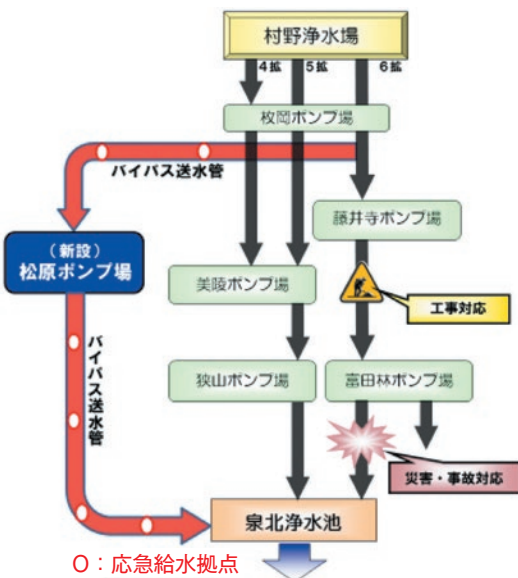 村野浄水場
4拡
5拡
6拡
枚岡ポンプ場
バイパス送水管
藤井寺ポンプ場
(新設)
松原ポンプ場
美陵ポンプ場
工事対応
バイパス送水管
狭山ポンプ場
富田林ポンプ場
災害・事故対応
泉北浄水池
O:応急給水拠点